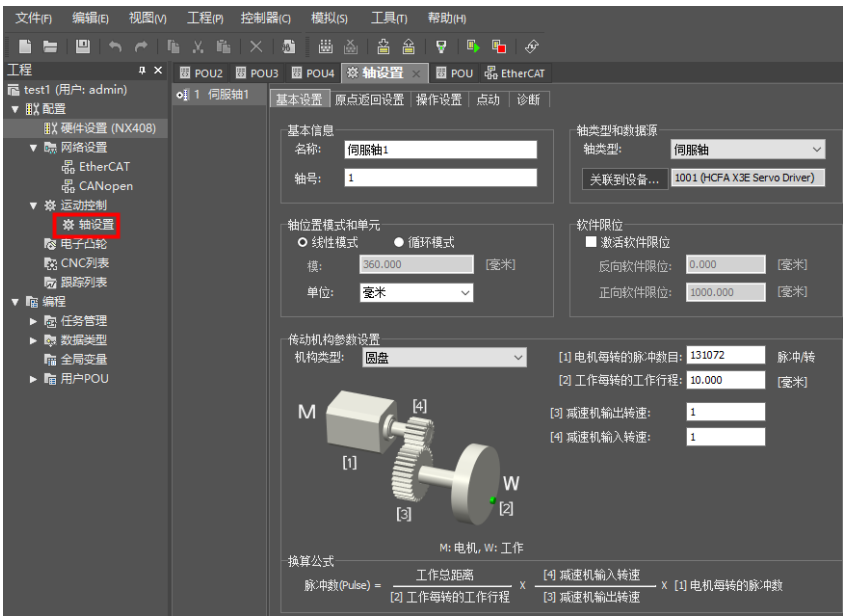 文件(F) 编辑(E) 视图(V) 工程(P) 控制器(C) 模拟(S) 工具(T) 帮助(H)
工程
POU2 POU3 POU4 轴设置 POU EtherCAT
test1 (用户: admin)
配置
硬件设置 (NX408)
网络设置
EtherCAT
CANopen
运动控制
轴设置
电子凸轮
CNC列表
跟踪列表
编程
任务管理
数据类型
全局变量
用户POU
1 伺服轴1
基本设置 原点返回设置 操作设置 点动 诊断
基本信息
名称: 伺服轴1
轴号: 1
轴类型和数据源
轴类型: 伺服轴
关联到设备... 1001 (HCFA X3E Servo Driver)
轴位置模式和单元
线性模式 循环模式
模: 360.000 [毫米]
单位: 毫米
软件限位
激活软件限位
反向软件限位: 0.000 [毫米]
正向软件限位: 1000.000 [毫米]
传动机构参数设置
机构类型: 圆盘
[1] 电机每转的脉冲数目: 131072 脉冲/转
[2] 工作每转的工作行程: 10.000 [毫米]
[3] 减速机输出转速: 1
[4] 减速机输入转速: 1
M
[4]
[1]
W
[2]
[3]
M: 电机, W: 工作
换算公式
脉冲数(Pulse) = 工作总距离 / [2] 工作每转的工作行程 X [4] 减速机输入转速 / [3] 减速机输出转速 X [1] 电机每转的脉冲数